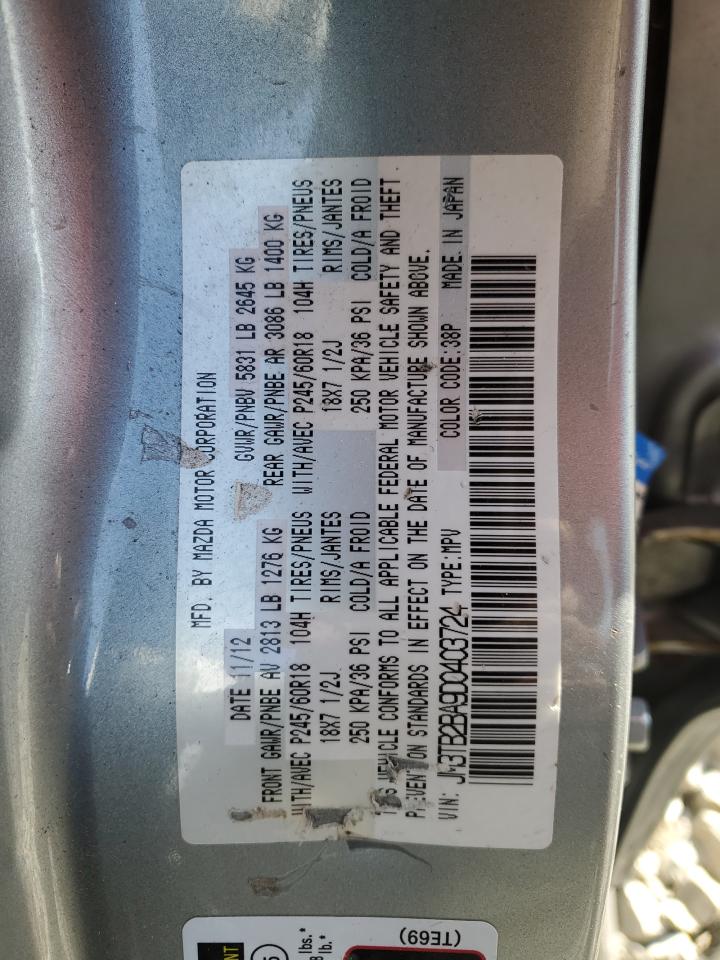 MFD. BY MAZDA MOTOR CORPORATION
DATE 11/12 GVWR/PNBV 5831 LB 2645 KG
FRONT GAWR/PNBE AV 2813 LB 1276 KG REAR GAWR/PNBE AR 3086 LB 1400 KG
WITH/AVEC P245/60R18 104H TIRES/PNEUS WITH/AVEC P245/60R18 104H TIRES/PNEUS
18X7 1/2J RIMS/JANTES 18X7 1/2J RIMS/JANTES
250 KPA/36 PSI COLD/A FROID 250 KPA/36 PSI COLD/A FROID
VEHICLE CONFORMS TO ALL APPLICABLE FEDERAL MOTOR VEHICLE SAFETY AND THEFT
PREVENTION STANDARDS IN EFFECT ON THE DATE OF MANUFACTURE SHOWN ABOVE.
VIN: JM3TB2BA9D0403724 TYPE:MPV COLOR CODE:38P MADE IN JAPAN
lbs.*
lb.*
(TE69)